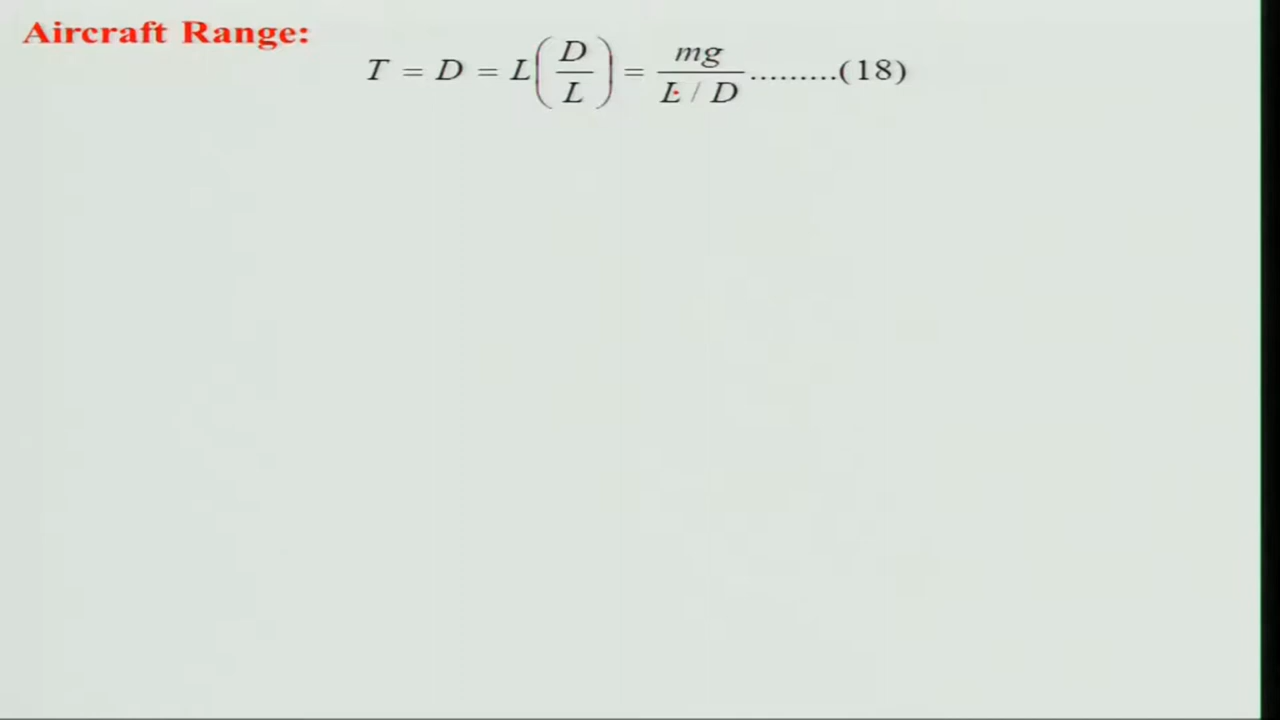 Aircraft Range:
T = D = L(D/L) = mg/(L / D).........(18)